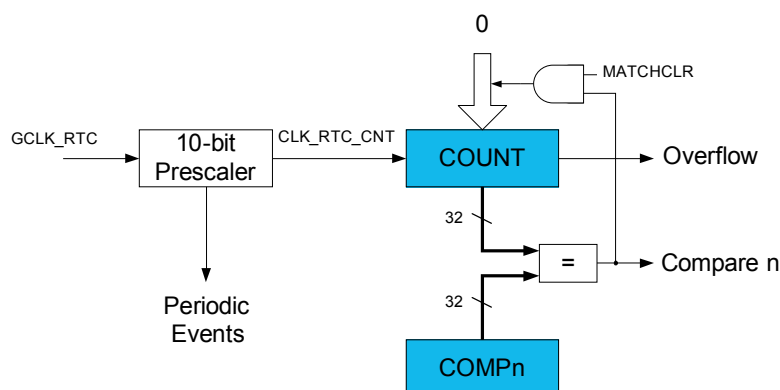 0
MATCHCLR
GCLK_RTC
10-bit
Prescaler
CLK_RTC_CNT
COUNT
Overflow
32
=
Compare n
32
Periodic
Events
COMPn